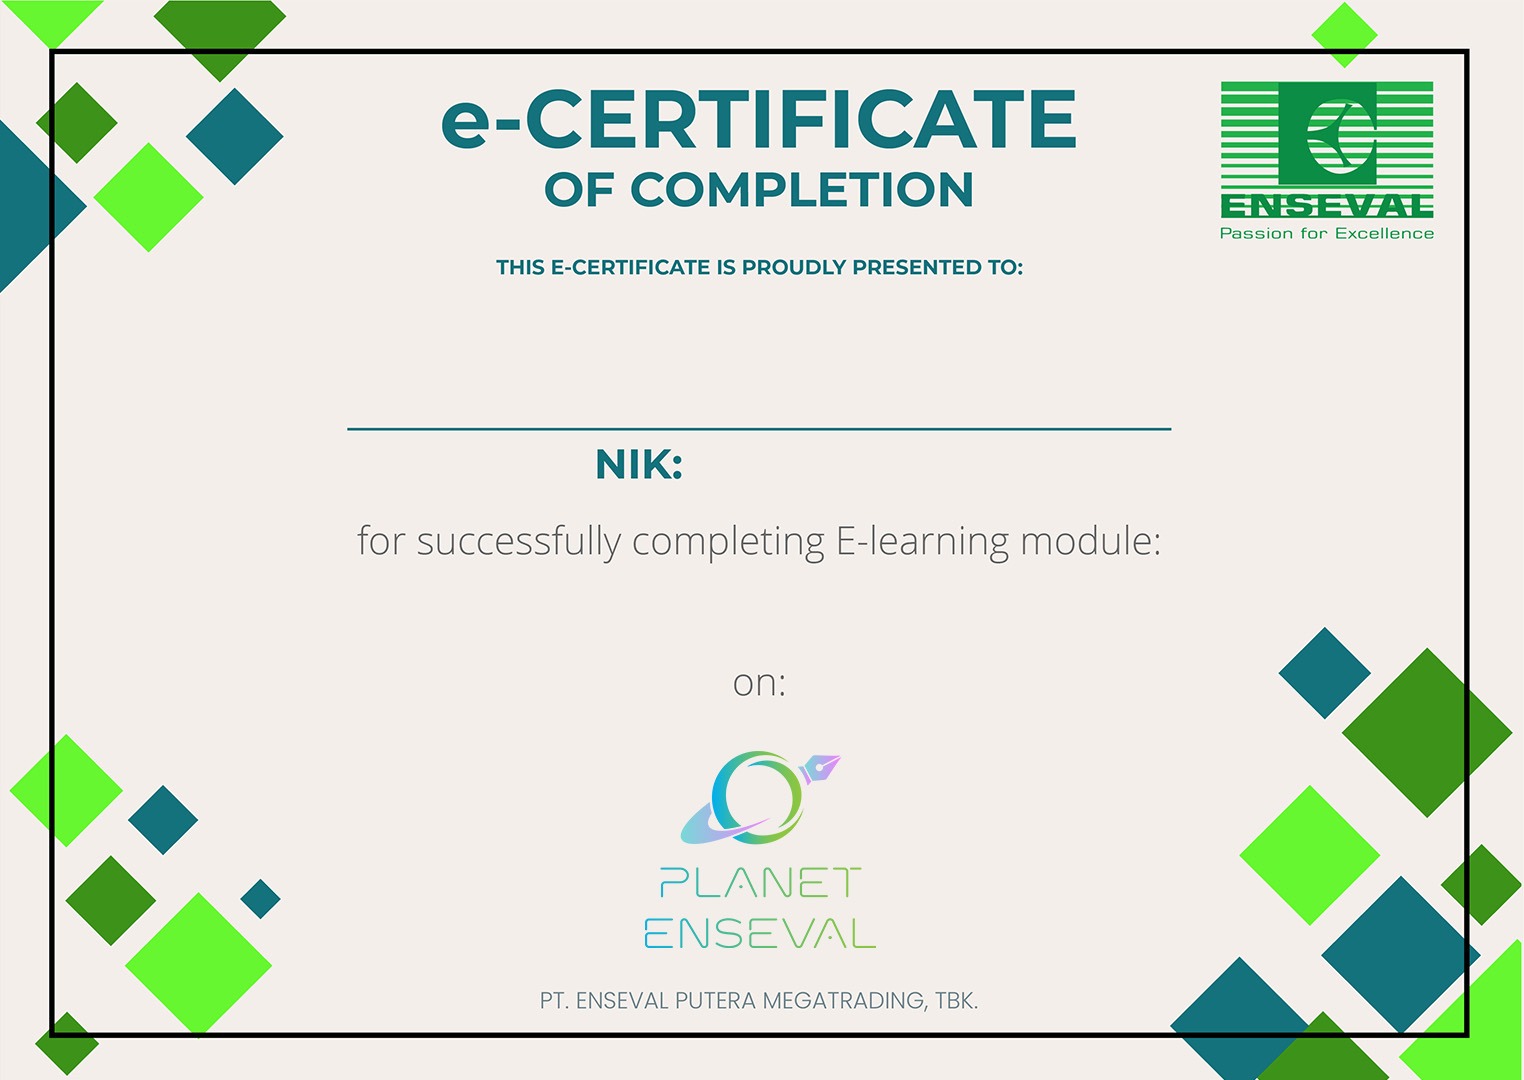 e-CERTIFICATE
OF COMPLETION
ENSEVAL
Passion for Excellence
THIS E-CERTIFICATE IS PROUDLY PRESENTED TO:
NIK:
for successfully completing E-learning module:
on:
PLANET
ENSEVAL
PT. ENSEVAL PUTERA MEGATRADING, TBK.